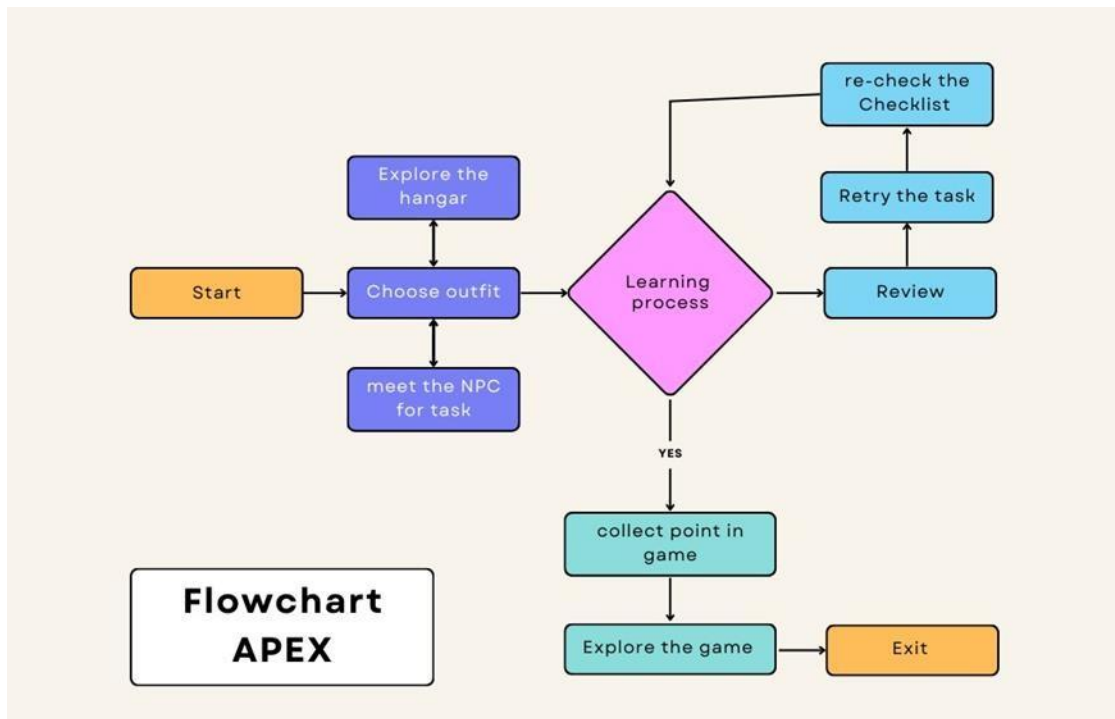 re-check the
Checklist
Explore the
hangar
Retry the task
Start
Choose outfit
Learning
process
Review
meet the NPC
for task
YES
collect point in
game
Flowchart
APEX
Explore the game
Exit